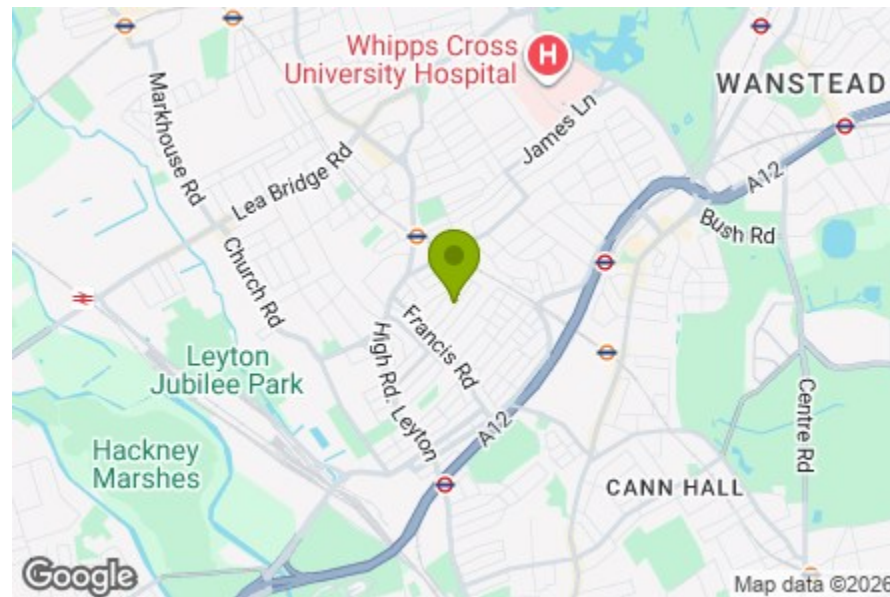 Whipps Cross
University Hospital
H
WANSTEAD
Markhouse Rd
James Ln
A12
Lea Bridge Rd
Bush Rd
Church Rd
Francis Rd
High Rd. Leyton
Leyton
Jubilee Park
A12
Centre Rd
Hackney
Marshes
CANN HALL
Google
Map data ©2026